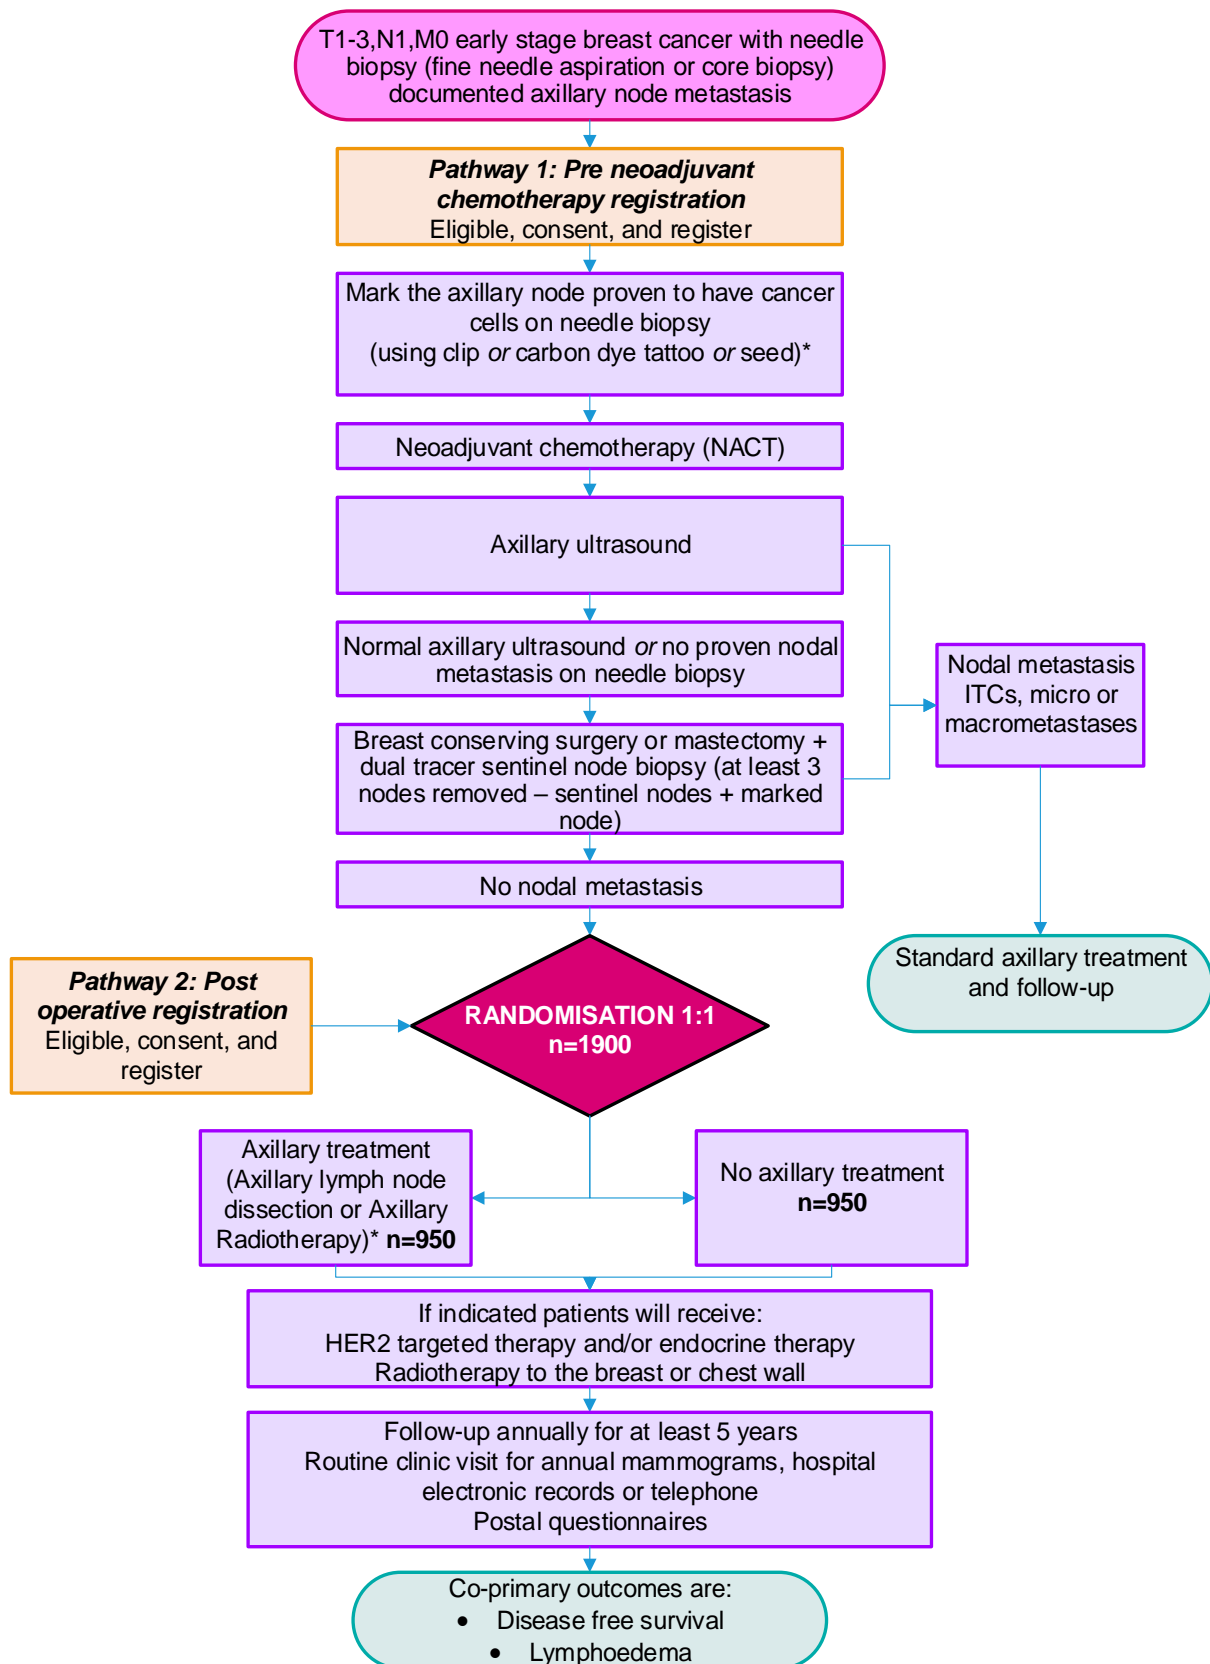 T1-3,N1,M0 early stage breast cancer with needle
biopsy (fine needle aspiration or core biopsy)
documented axillary node metastasis
Pathway 1: Pre neoadjuvant
chemotherapy registration
Eligible, consent, and register
Mark the axillary node proven to have cancer
cells on needle biopsy
(using clip or carbon dye tattoo or seed)*
Neoadjuvant chemotherapy (NACT)
Axillary ultrasound
Normal axillary ultrasound or no proven nodal
metastasis on needle biopsy
Nodal metastasis
ITCs, micro or
macrometastases
Breast conserving surgery or mastectomy +
dual tracer sentinel node biopsy (at least 3
nodes removed – sentinel nodes + marked
node)
No nodal metastasis
Standard axillary treatment
and follow-up
Pathway 2: Post
operative registration
Eligible, consent, and
register
RANDOMISATION 1:1
n=1900
Axillary treatment
(Axillary lymph node
dissection or Axillary
Radiotherapy)* n=950
No axillary treatment
n=950
If indicated patients will receive:
HER2 targeted therapy and/or endocrine therapy
Radiotherapy to the breast or chest wall
Follow-up annually for at least 5 years
Routine clinic visit for annual mammograms, hospital
electronic records or telephone
Postal questionnaires
Co-primary outcomes are:
• Disease free survival
• Lymphoedema